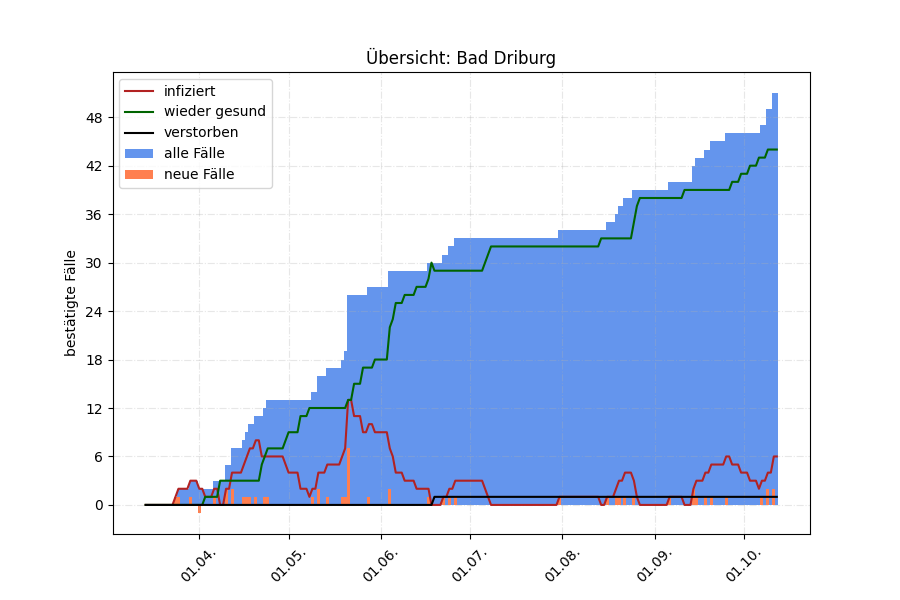 Übersicht: Bad Driburg
infiziert
wieder gesund
verstorben
alle Fälle
neue Fälle
bestätigte Fälle
48
42
36
30
24
18
12
6
0
01.04.
01.05.
01.06.
01.07.
01.08.
01.09.
01.10.